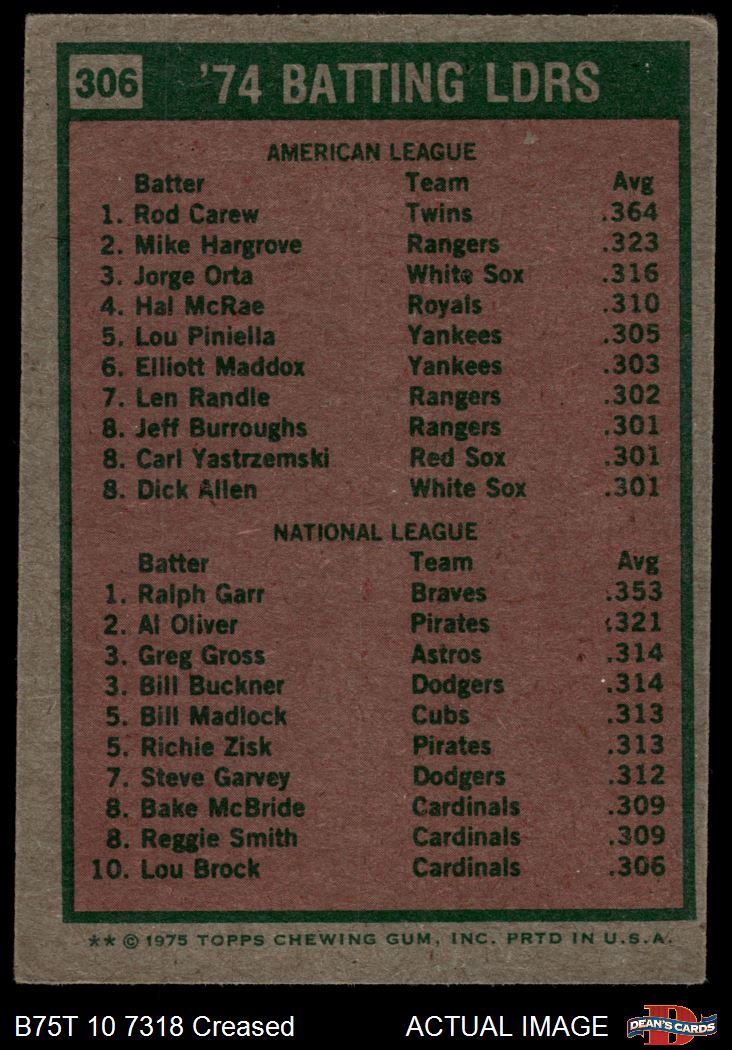 306 '74 BATTING LDRS
AMERICAN LEAGUE
Batter Team Avg
1. Rod Carew Twins .364
2. Mike Hargrove Rangers .323
3. Jorge Orta White Sox .316
4. Hal McRae Royals .310
5. Lou Piniella Yankees .305
6. Elliott Maddox Yankees .303
7. Len Randle Rangers .302
8. Jeff Burroughs Rangers .301
8. Carl Yastrzemski Red Sox .301
8. Dick Allen White Sox .301
NATIONAL LEAGUE
Batter Team Avg
1. Ralph Garr Braves .353
2. Al Oliver Pirates .321
3. Greg Gross Astros .314
3. Bill Buckner Dodgers .314
5. Bill Madlock Cubs .313
5. Richie Zisk Pirates .313
7. Steve Garvey Dodgers .312
8. Bake McBride Cardinals .309
8. Reggie Smith Cardinals .309
10. Lou Brock Cardinals .306
** © 1975 TOPPS CHEWING GUM, INC. PRTD IN U.S.A.
B75T 10 7318 Creased ACTUAL IMAGE D DEAN'S CARDS